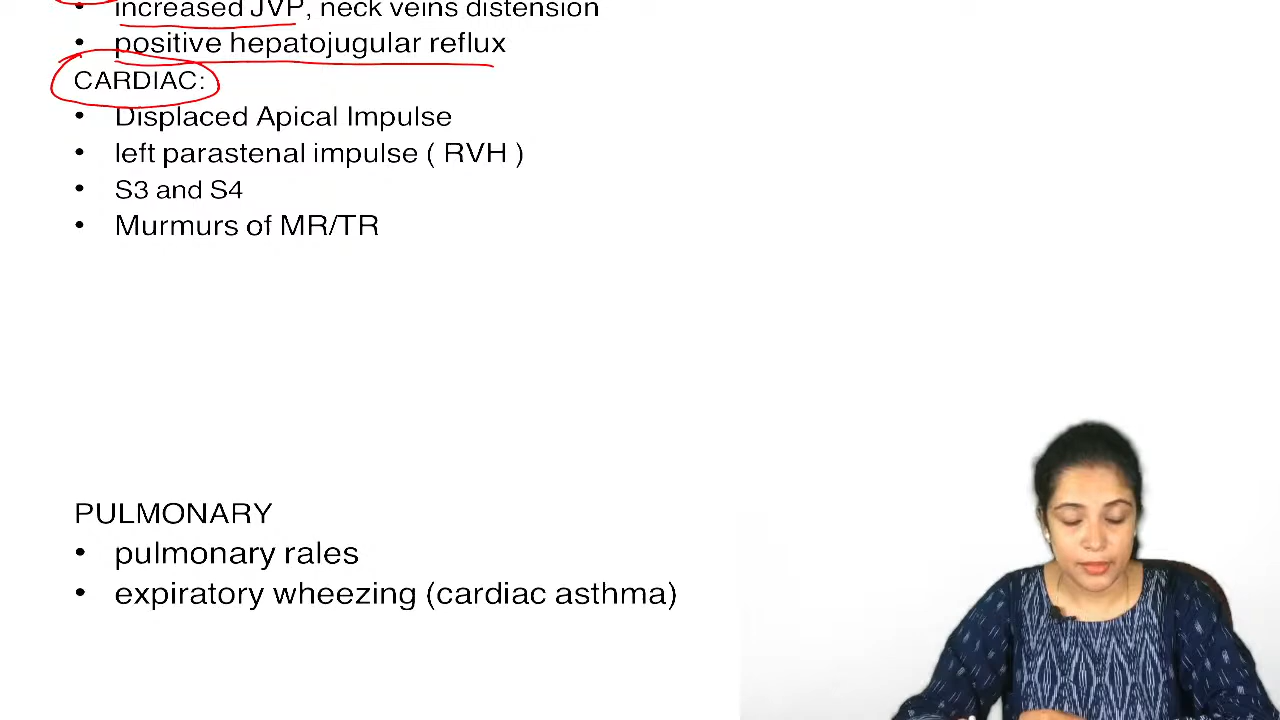 • increased JVP, neck veins distension
• positive hepatojugular reflux
CARDIAC:
• Displaced Apical Impulse
• left parastenal impulse ( RVH )
• S3 and S4
• Murmurs of MR/TR
PULMONARY
• pulmonary rales
• expiratory wheezing (cardiac asthma)